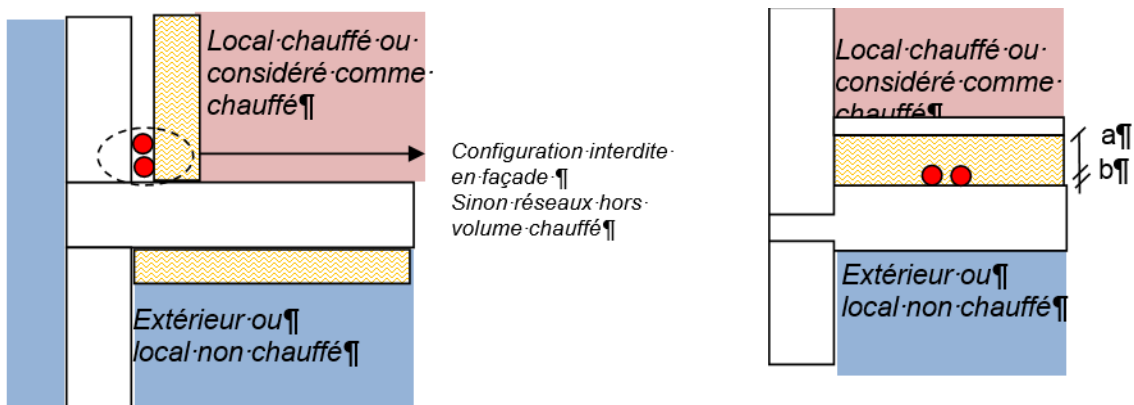 Local·chauffé·ou·
considéré·comme·
chauffé¶
Configuration·interdite·
en·façade·¶
Sinon·réseaux·hors·
volume·chauffé¶
Extérieur·ou¶
local·non·chauffé¶
Local·chauffé·ou·
considéré·comme·
chauffé¶
a¶
b¶
Extérieur·ou¶
local·non·chauffé¶